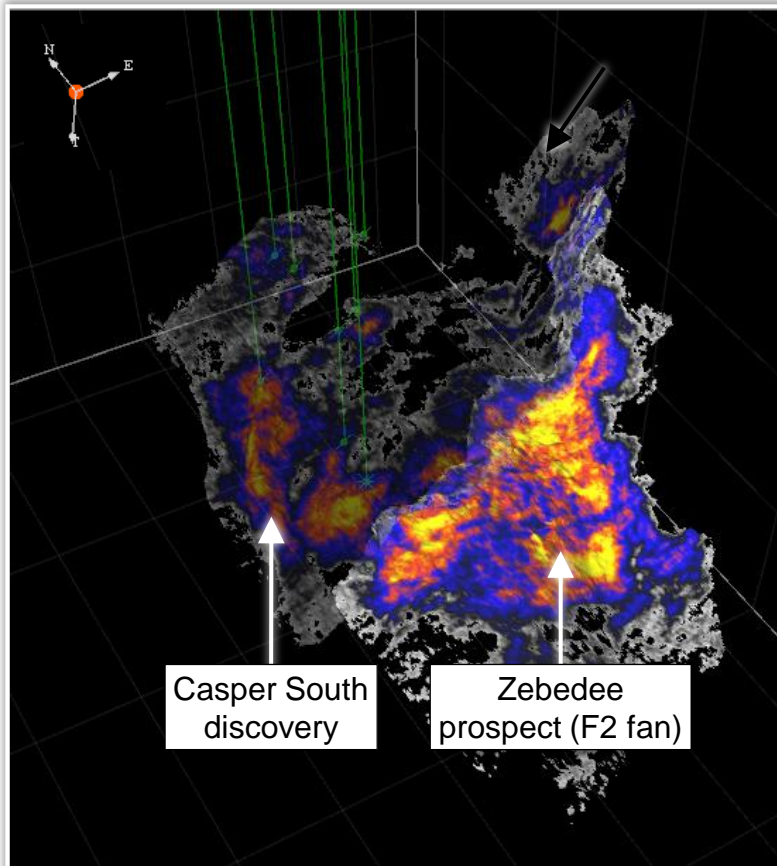 N
E
T
Casper South
discovery
Zebedee
prospect (F2 fan)